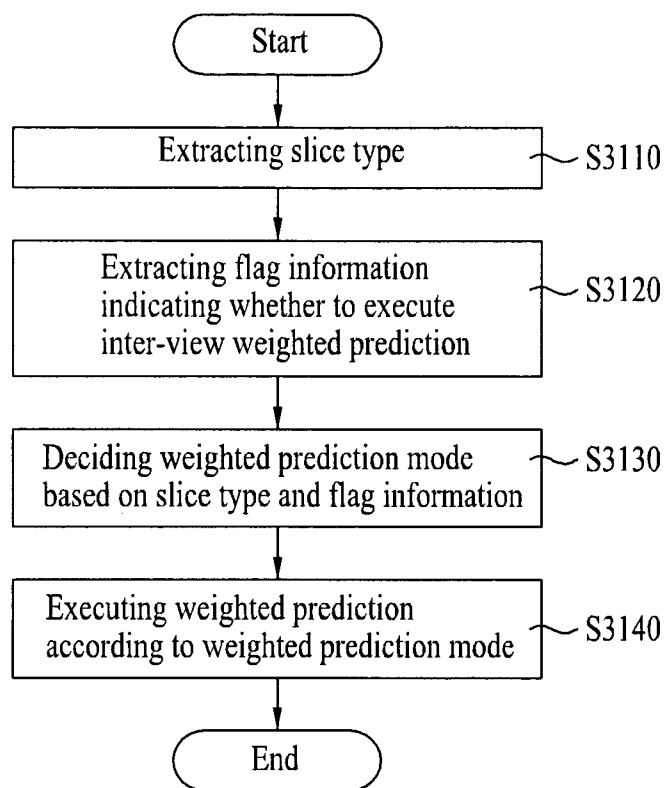 Start
Extracting slice type
S3110
Extracting flag information
indicating whether to execute
inter-view weighted prediction
S3120
Deciding weighted prediction mode
based on slice type and flag information
S3130
Executing weighted prediction
according to weighted prediction mode
S3140
End